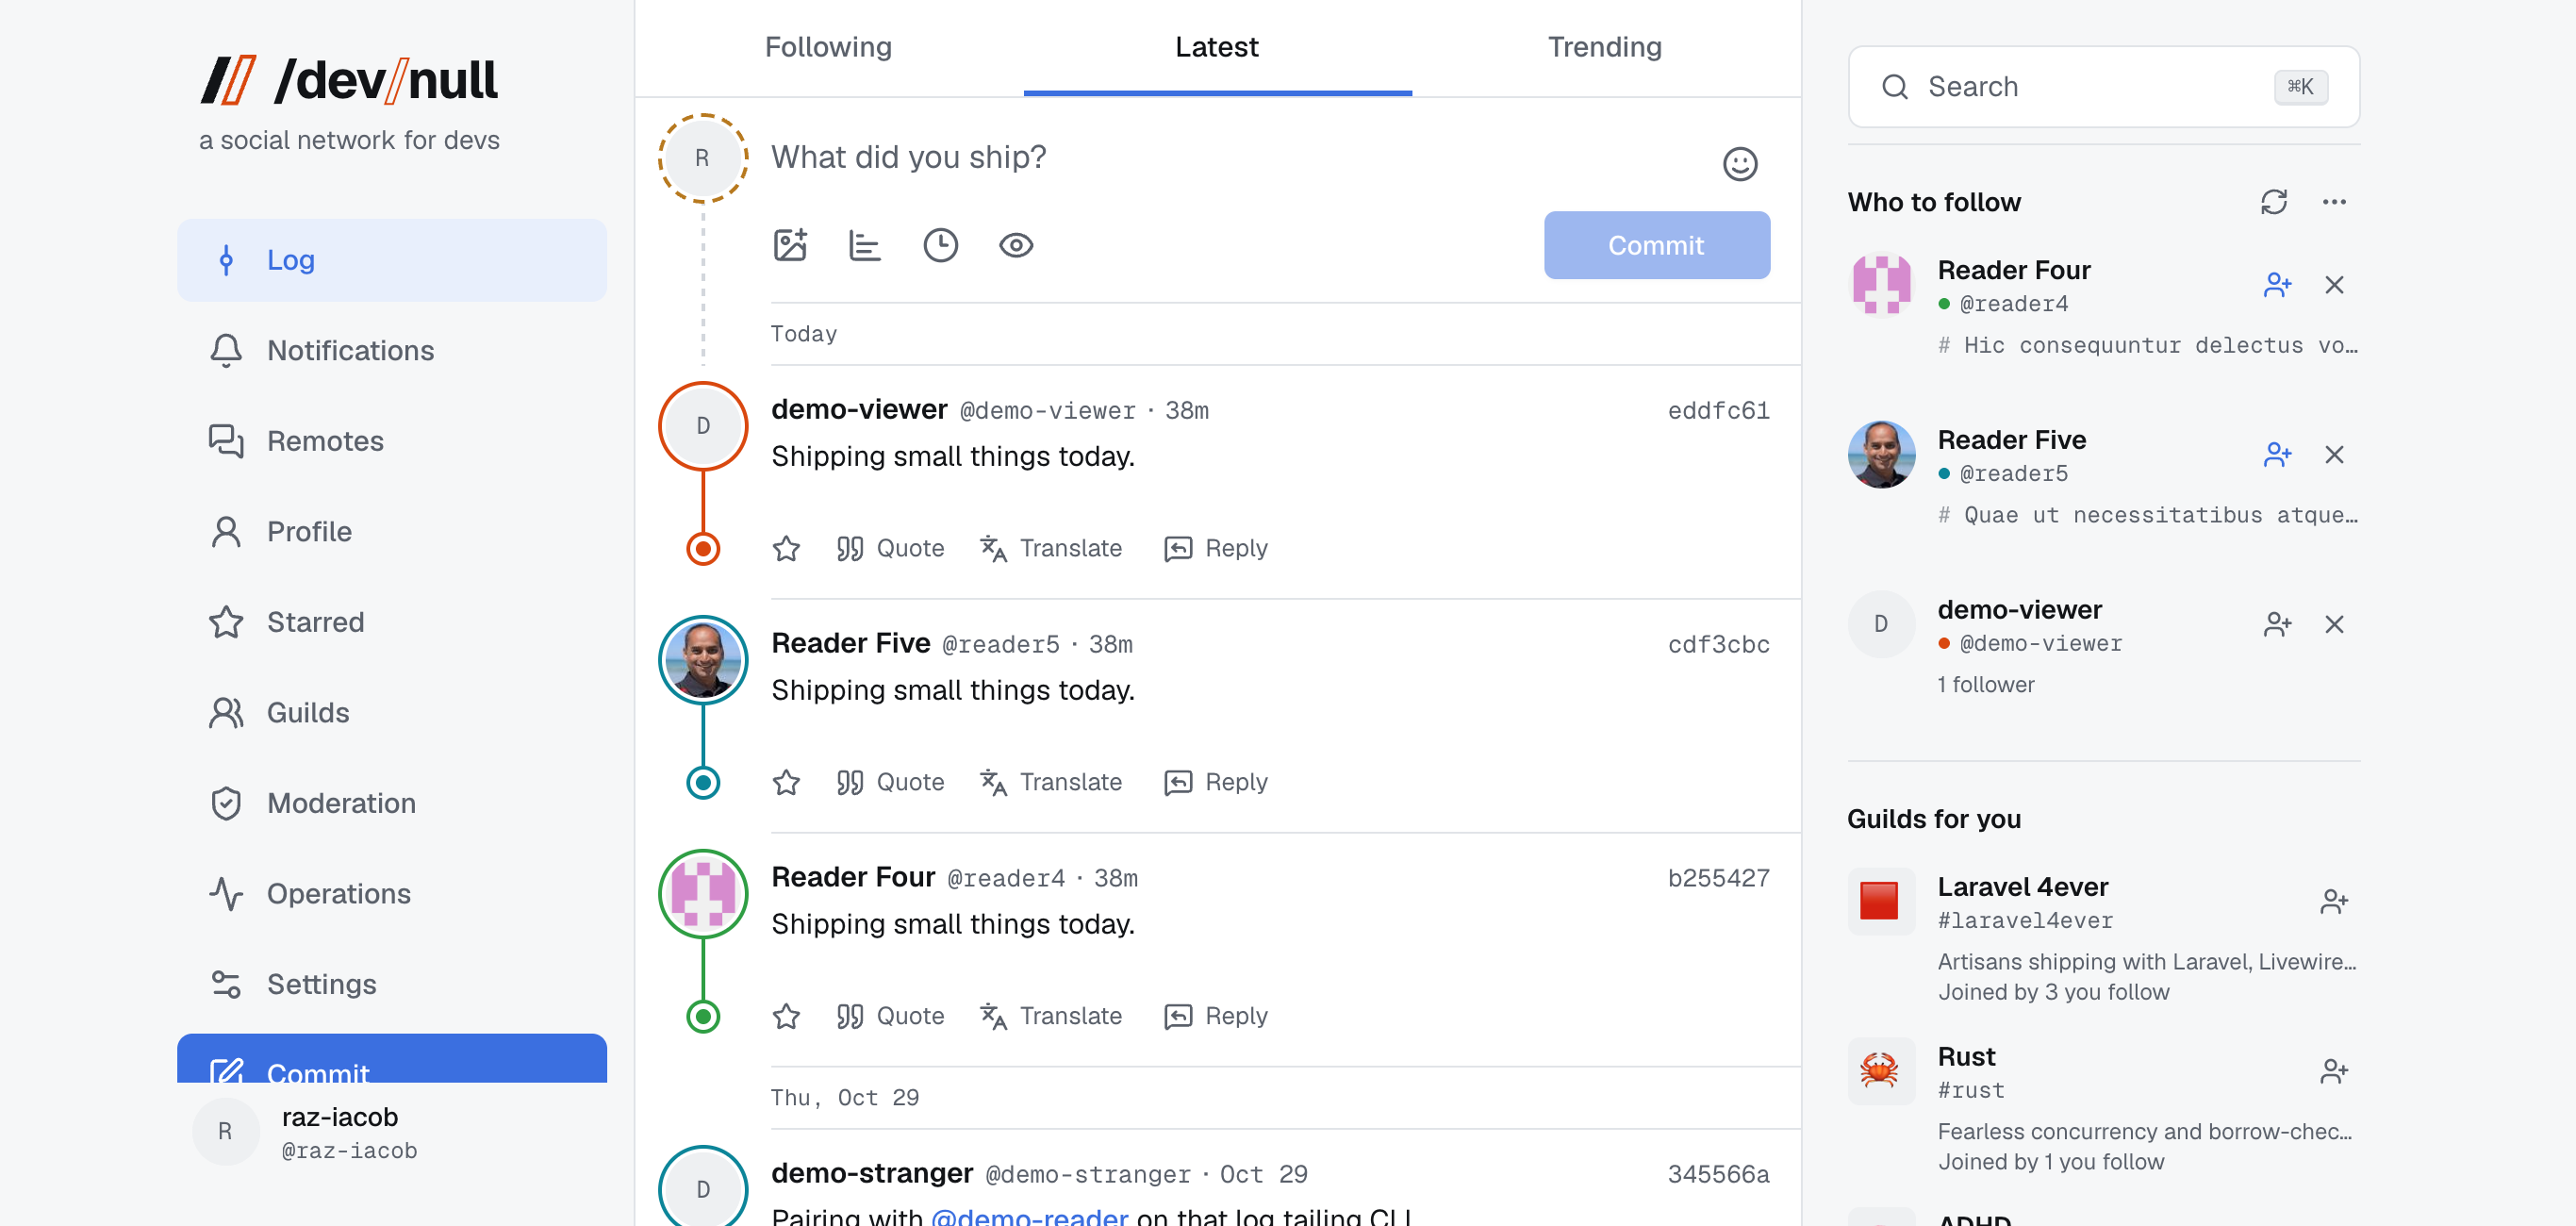 /dev//null
a social network for devs
Log
Notifications
Remotes
Profile
Starred
Guilds
Moderation
Operations
Settings
Commit
R
raz-iacob
@raz-iacob
Following
Latest
Trending
R
What did you ship?
Commit
Today
D
demo-viewer @demo-viewer · 38m
eddfc61
Shipping small things today.
Quote
Translate
Reply
Reader Five @reader5 · 38m
cdf3cbc
Shipping small things today.
Quote
Translate
Reply
Reader Four @reader4 · 38m
b255427
Shipping small things today.
Quote
Translate
Reply
Thu, Oct 29
D
demo-stranger @demo-stranger · Oct 29
345566a
Pairing with @demo-reader on that log tailing CLI
Search
⌘K
Who to follow
Reader Four
@reader4
# Hic consequuntur delectus vo…
Reader Five
@reader5
# Quae ut necessitatibus atque…
D
demo-viewer
@demo-viewer
1 follower
Guilds for you
Laravel 4ever
#laravel4ever
Artisans shipping with Laravel, Livewire…
Joined by 3 you follow
Rust
#rust
Fearless concurrency and borrow-chec…
Joined by 1 you follow
ADHD